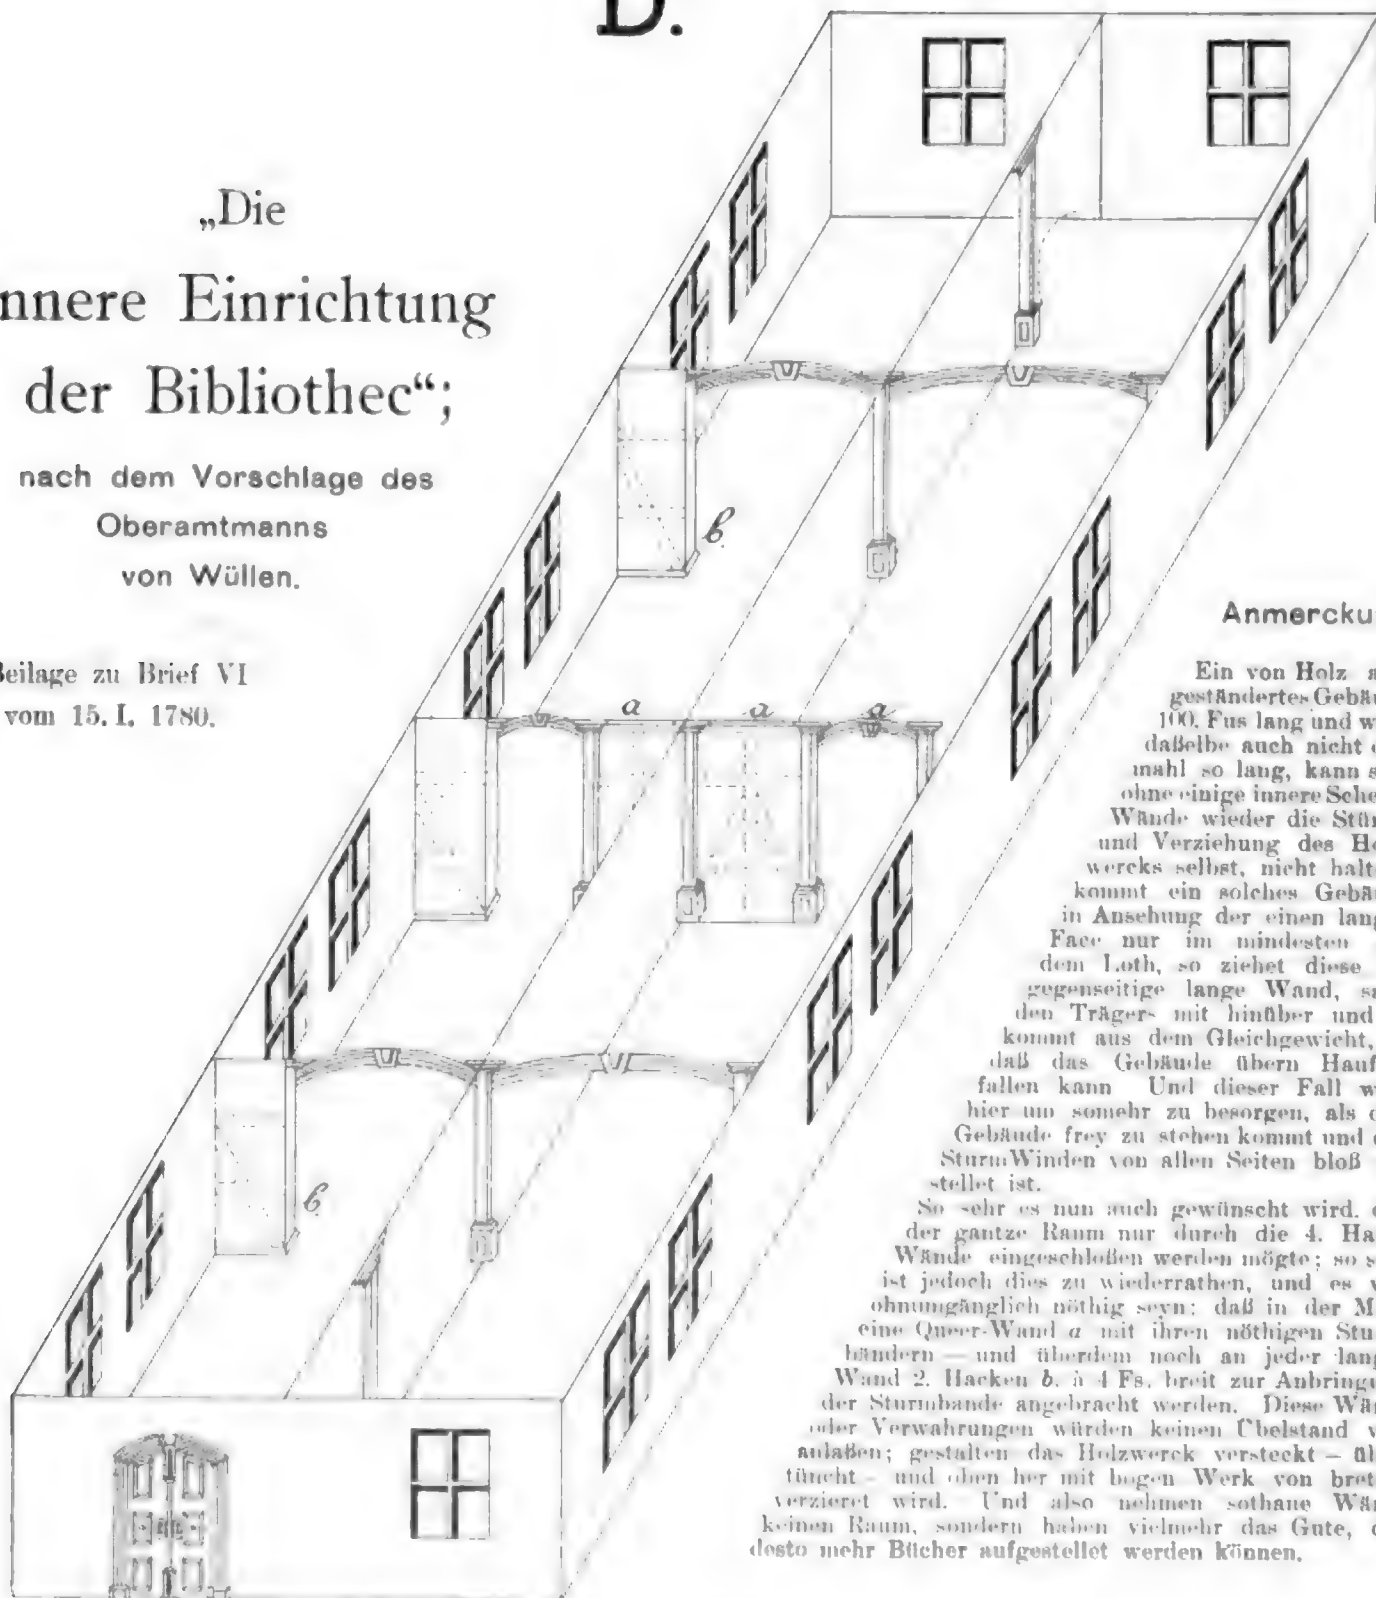 D.
„Die
nnere Einrichtung
der Bibliothec“;
nach dem Vorschlage des
Oberamtmanns
von Wüllen.
Beilage zu Brief VI
vom 15. I. 1780.
b
a a a
b
Anmercku
Ein von Holz a
geständertes Gebäu
100. Fus lang und w
daßelbe auch nicht e
mahl so lang, kann s
ohne einige innere Sche
Wände wieder die Stür
und Verziehung des Ho
wercks selbst, nicht halt
kommt ein solches Gebäu
in Ansehung der einen lang
Face nur im mindesten
dem Loth, so ziehet diese
gegenseitige lange Wand, sa
den Träger- mit hinüber und
kommt aus dem Gleichgewicht,
daß das Gebäude übern Hauf
fallen kann Und dieser Fall w
hier um somehr zu besorgen, als d
Gebäude frey zu stehen kommt und d
SturmWinden von allen Seiten bloß
stellet ist.
So sehr es nun auch gewünscht wird. d
der gantze Raum nur durch die 4. Ha
Wände eingeschloßen werden mögte; so s
ist jedoch dies zu wiederrathen, und es w
ohnumgänglich nöthig seyn: daß in der Mi
eine Queer-Wand a mit ihren nöthigen Stur
bändern — und überdem noch an jeder lang
Wand 2. Hacken b. à 4 Fs. breit zur Anbringu
der Sturmbande angebracht werden. Diese Wän
oder Verwahrungen würden keinen Übelstand v
anlaßen; gestalten das Holzwerck versteckt – üb
tüncht – und oben her mit bogen Werk von bret
verzieret wird. Und also nehmen sothane Wän
keinen Raum, sondern haben vielmehr das Gute, d
desto mehr Bücher aufgestellet werden können.